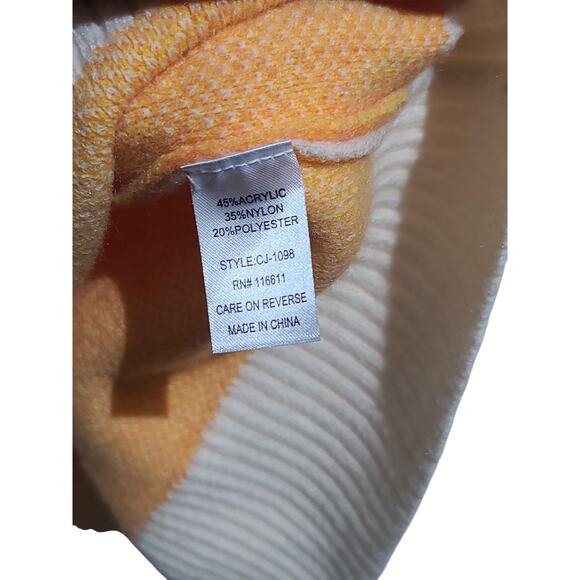 45%ACRYLIC
35%NYLON
20%POLYESTER
STYLE:CJ-1098
RN# 116611
CARE ON REVERSE
MADE IN CHINA